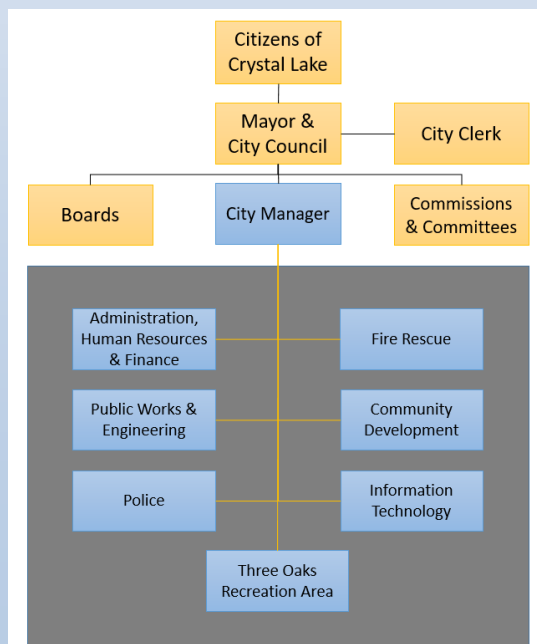 Citizens of
Crystal Lake
Mayor &
City Council
City Clerk
Boards
City Manager
Commissions
& Committees
Administration,
Human Resources
& Finance
Fire Rescue
Public Works &
Engineering
Community
Development
Police
Information
Technology
Three Oaks
Recreation Area